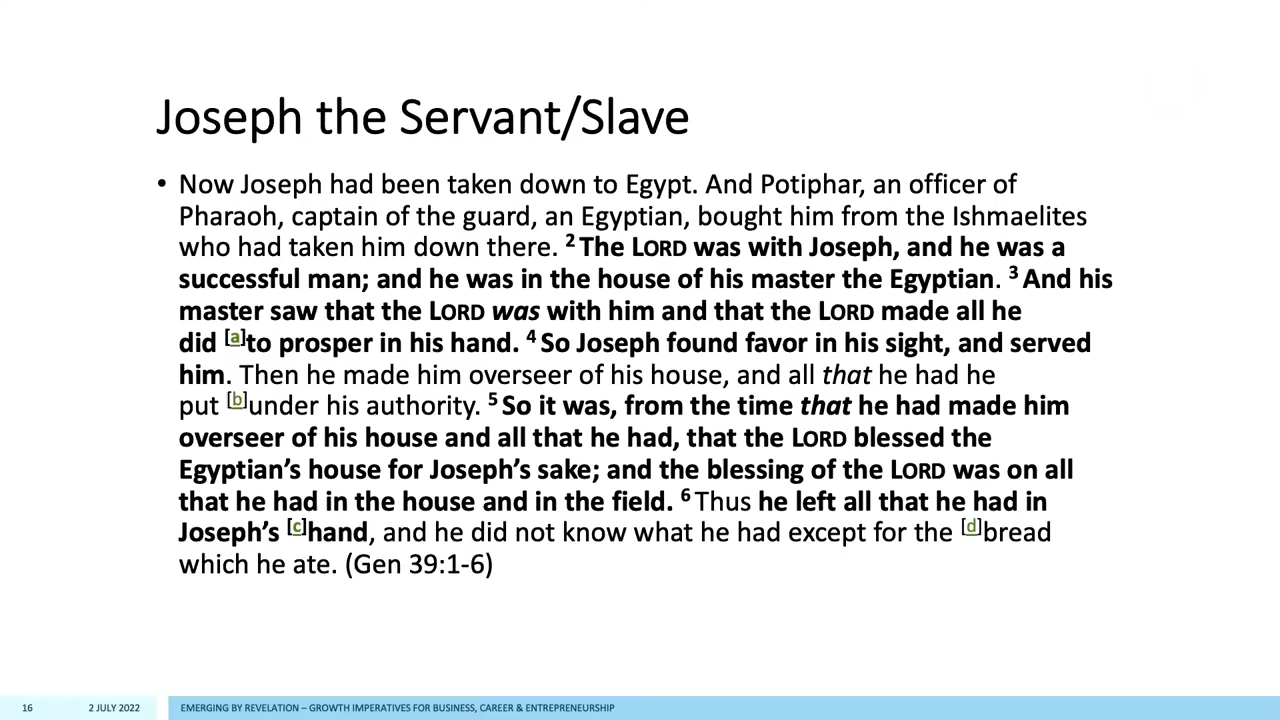 Joseph the Servant/Slave
• Now Joseph had been taken down to Egypt. And Potiphar, an officer of
Pharaoh, captain of the guard, an Egyptian, bought him from the Ishmaelites
who had taken him down there. 2 The LORD was with Joseph, and he was a
successful man; and he was in the house of his master the Egyptian. 3 And his
master saw that the LORD was with him and that the LORD made all he
did [a]to prosper in his hand. 4 So Joseph found favor in his sight, and served
him. Then he made him overseer of his house, and all that he had he
put [b]under his authority. 5 So it was, from the time that he had made him
overseer of his house and all that he had, that the LORD blessed the
Egyptian’s house for Joseph’s sake; and the blessing of the LORD was on all
that he had in the house and in the field. 6 Thus he left all that he had in
Joseph’s [c]hand, and he did not know what he had except for the [d]bread
which he ate. (Gen 39:1-6)
16 2 JULY 2022 EMERGING BY REVELATION – GROWTH IMPERATIVES FOR BUSINESS, CAREER & ENTREPRENEURSHIP